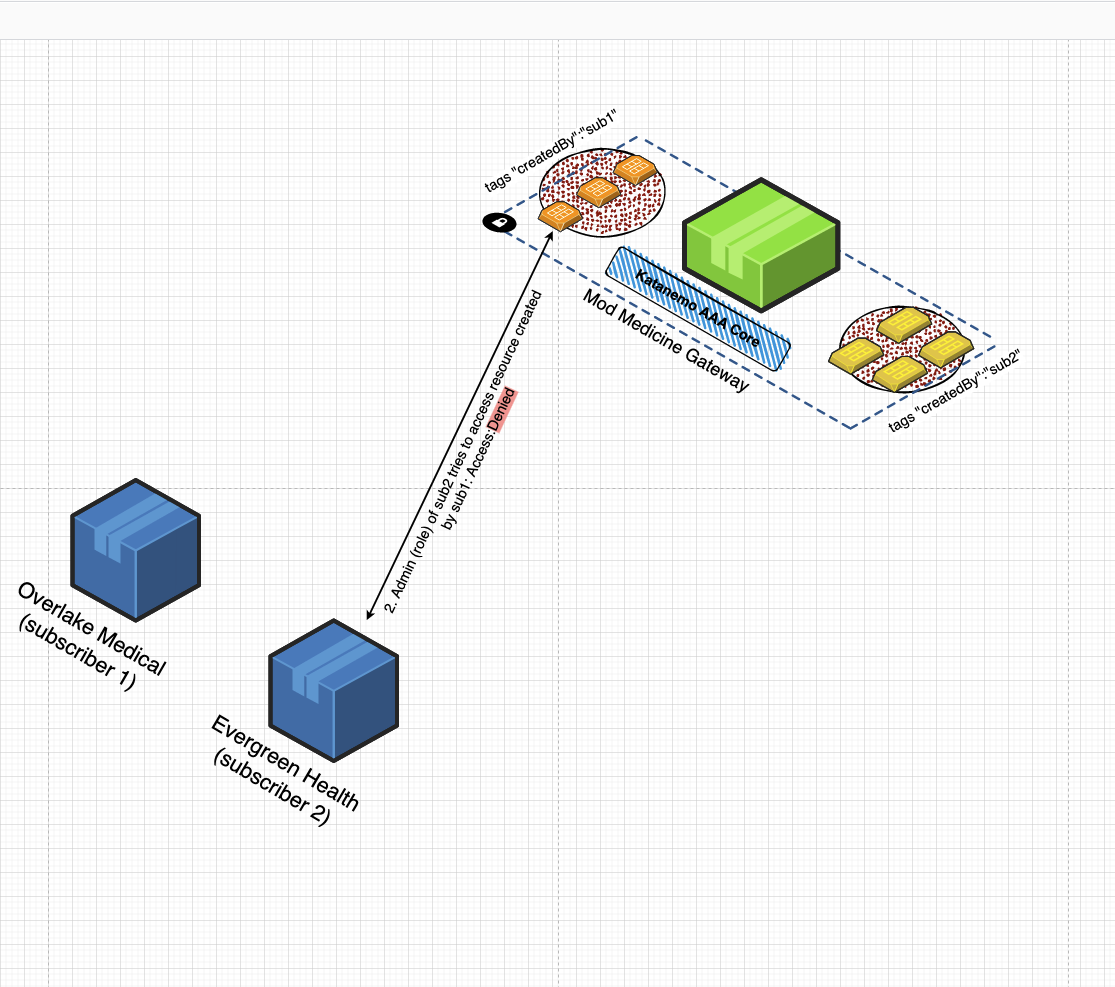 tags "createdBy":"sub1"
Katanemo AAA Core
Mod Medicine Gateway
tags "createdBy":"sub2"
2. Admin (role) of sub2 tries to access resource created
by sub1: Access:Denied
Overlake Medical
(subscriber 1)
Evergreen Health
(subscriber 2)